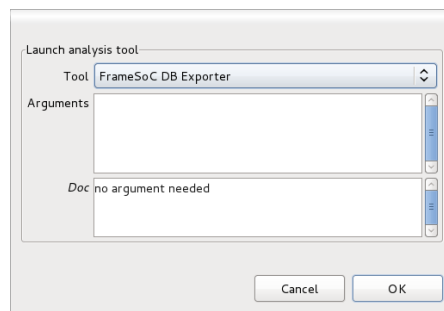 Launch analysis tool
Tool FrameSoC DB Exporter
Arguments
Doc no argument needed
Cancel OK